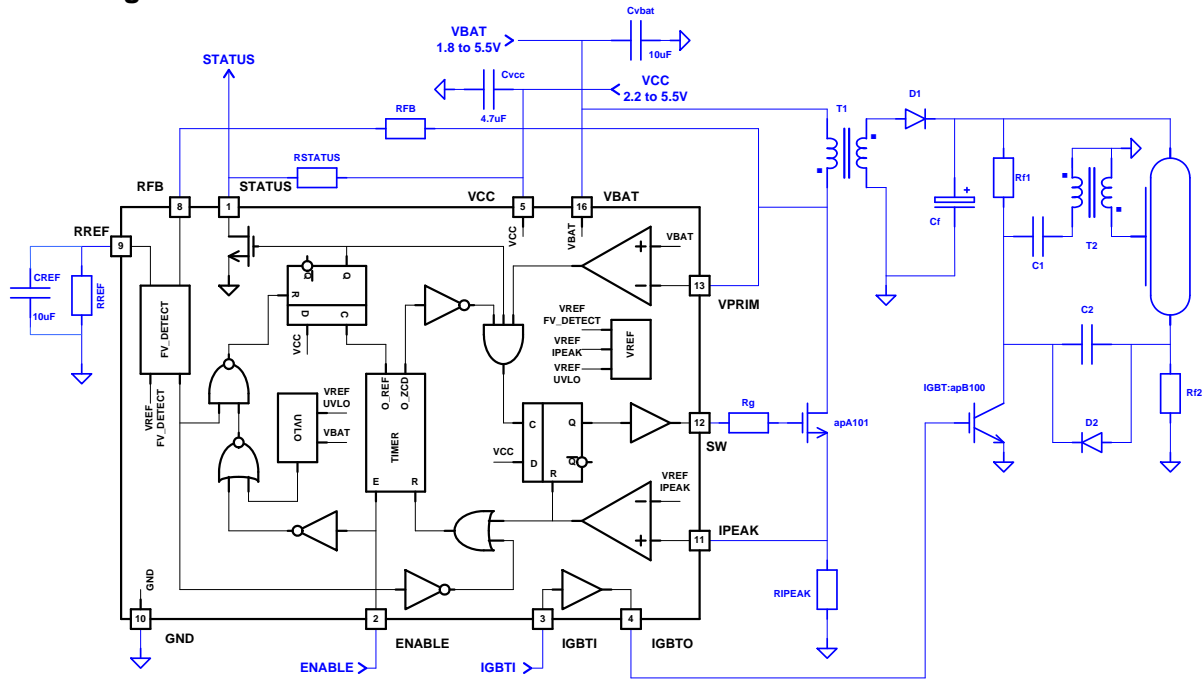 Cvbat
VBAT
1.8 to 5.5V
10uF
STATUS
Cvcc
VCC
2.2 to 5.5V
4.7uF
RFB
T1
D1
RSTATUS
RFB
STATUS
VCC
VBAT
8
1
5
16
RREF
9
VCC
VBAT
VBAT
Rf1
Cf
+
C1
T2
CREF
10uF
RREF
Q
Q
R
D
C
VCC
+
−
13
VPRIM
FV_DETECT
VREF
FV_DETECT
VREF
IPEAK
VREF
UVLO
VREF
C2
O_REF
O_ZCD
VREF
FV_DETECT
VREF
UVLO
UVLO
VBAT
TIMER
E
R
C
Q
VCC
D
Q
R
12
SW
Rg
apA101
IGBT:apB100
Rf2
D2
VREF
IPEAK
−
+
IPEAK
11
RIPEAK
GND
10
GND
2
ENABLE
3
IGBTI
4
IGBTO
ENABLE
IGBTI